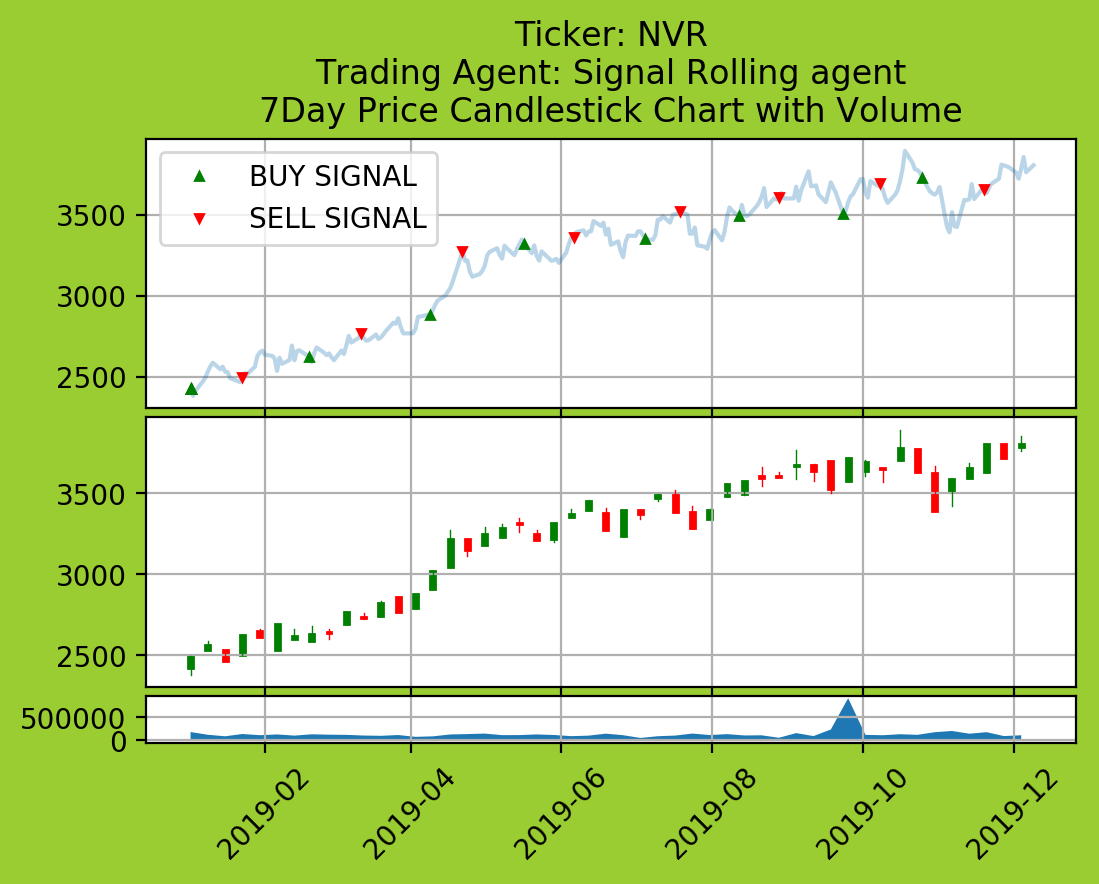 Ticker: NVR
Trading Agent: Signal Rolling agent
7Day Price Candlestick Chart with Volume
BUY SIGNAL
SELL SIGNAL
3500
3000
2500
3500
3000
2500
500000
0
2019-02
2019-04
2019-06
2019-08
2019-10
2019-12